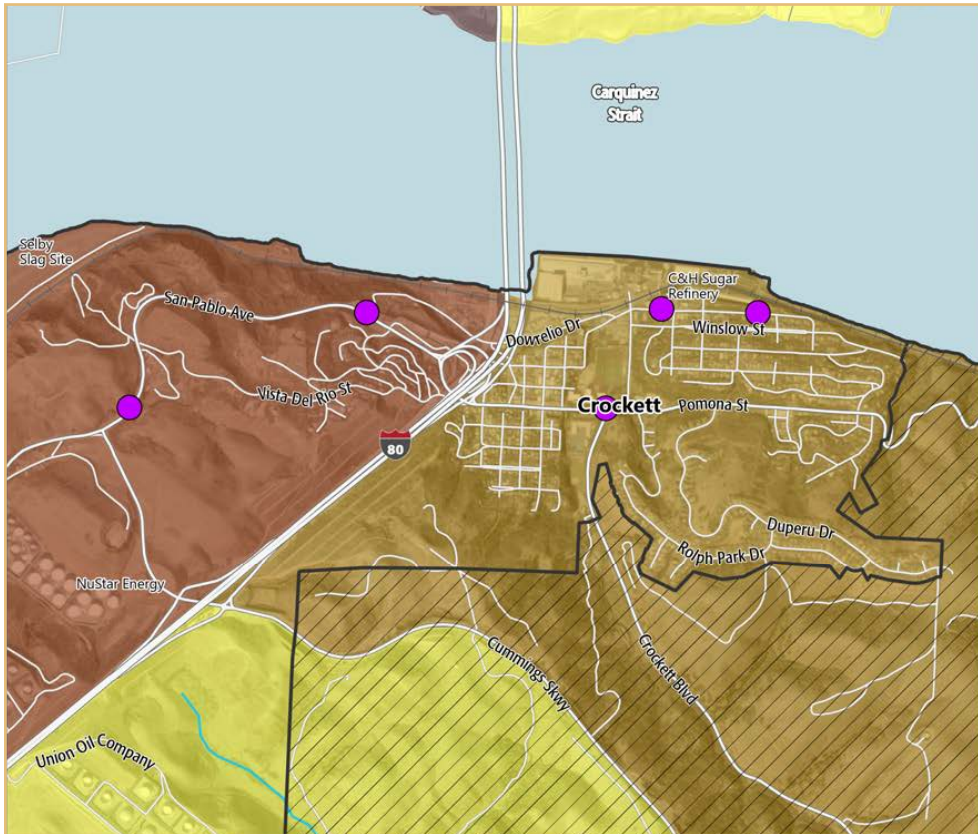 Carquinez
Strait
Selby
Slag Site
San Pablo Ave
C&H Sugar
Refinery
Dowrelio Dr
Winslow St
Vista Del Rio St
Crockett
Pomona St
80
Duperu Dr
Rolph Park Dr
NuStar Energy
Cummings Skwy
Crockett Blvd
Union Oil Company